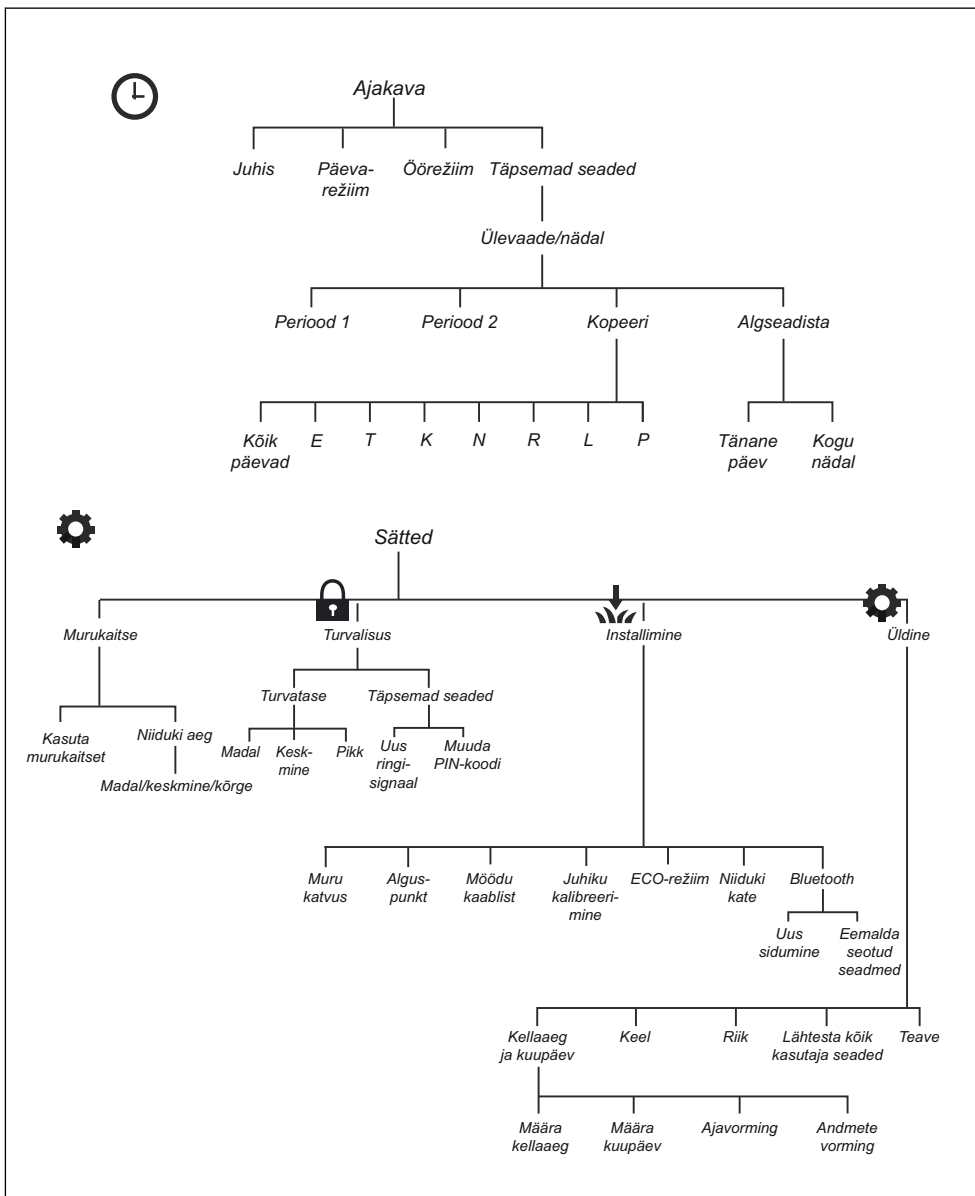 Ajakava
Juhis
Päeva-
režiim
Öörežiim
Täpsemad seaded
Ülevaade/nädal
Periood 1
Periood 2
Kopeeri
Algseadista
Kõik
päevad
E
T
K
N
R
L
P
Tänane
päev
Kogu
nädal
Sätted
Murukaitse
Turvalisus
Installimine
Üldine
Kasuta
murukaitset
Niiduki aeg
Madal/keskmine/kõrge
Turvatase
Täpsemad seaded
Madal
Kesk-
mine
Pikk
Uus
ringi-
signaal
Muuda
PIN-koodi
Muru
katvus
Algus-
punkt
Möödu
kaablist
Juhiku
kalibreeri-
mine
ECO-režiim
Niiduki
kate
Bluetooth
Uus
sidumine
Eemalda
seotud
seadmed
Kellaaeg
ja kuupäev
Keel
Riik
Lähtesta kõik
kasutaja seaded
Teave
Määra
kellaaeg
Määra
kuupäev
Ajavorming
Andmete
vorming